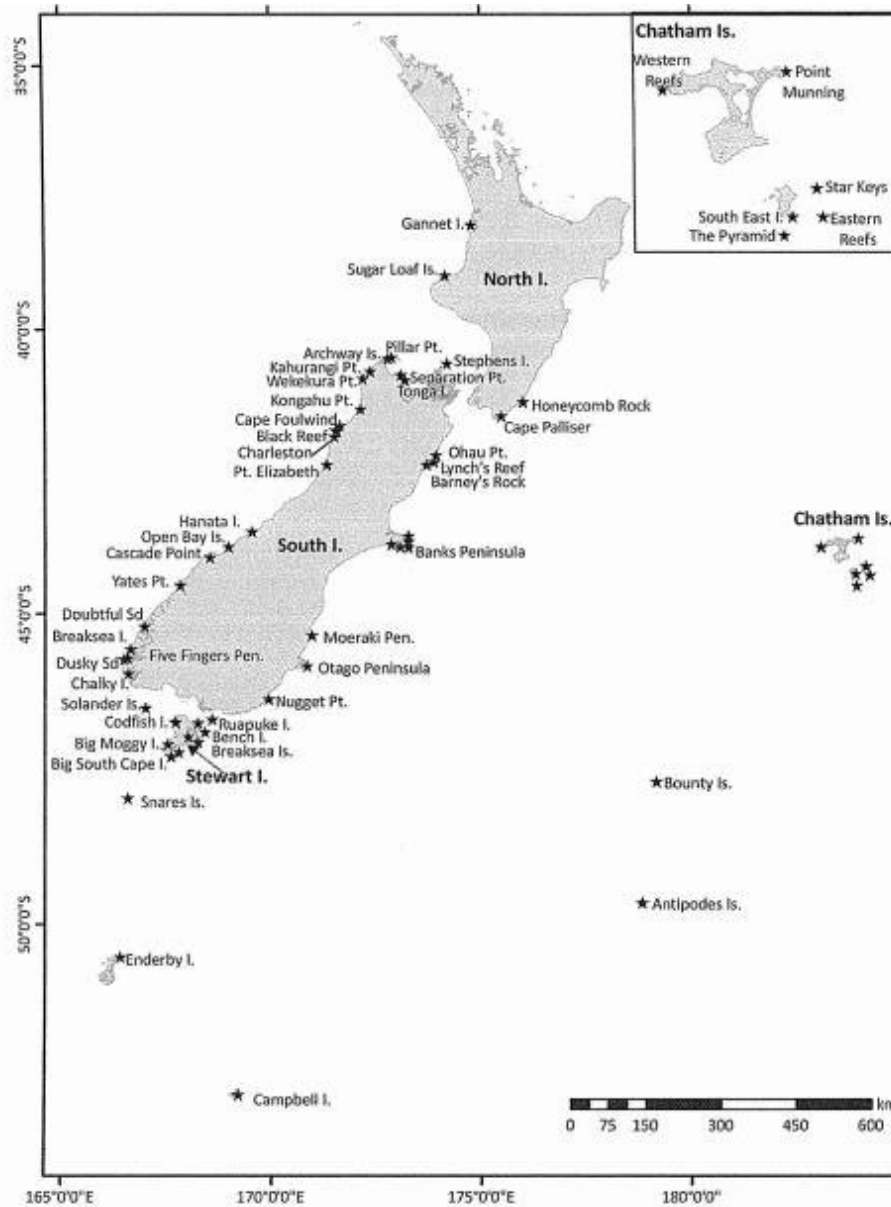 Chatham Is.
Western
Reefs
Point
Munning
Star Keys
South East I.
Eastern
Reefs
The Pyramid
35°0'0"S
Gannet I.
Sugar Loaf Is.
North I.
40°0'0"S
Pillar Pt.
Archway Is.
Stephens I.
Kahurangi Pt.
Separation Pt.
Wekekura Pt.
Tonga I.
Kongahu Pt.
Honeycomb Rock
Cape Foulwind
Cape Palliser
Black Reef
Charleston
Ohau Pt.
Pt. Elizabeth
Lynch's Reef
Barney's Rock
Chatham Is.
Hanata I.
Open Bay Is.
South I.
Cascade Point
Banks Peninsula
Yates Pt.
45°0'0"S
Doubtful Sd
Breaksea I.
Moeraki Pen.
Five Fingers Pen.
Dusky Sd
Otago Peninsula
Chalky I.
Solander Is.
Nugget Pt.
Codfish I.
Ruapuke I.
Bench I.
Big Moggy I.
Breaksea Is.
Big South Cape I.
Stewart I.
Snares Is.
Bounty Is.
Antipodes Is.
50°0'0"S
Enderby I.
Campbell I.
km
0 75 150 300 450 600
165°0'0"E 170°0'0"E 175°0'0"E 180°0'0"E